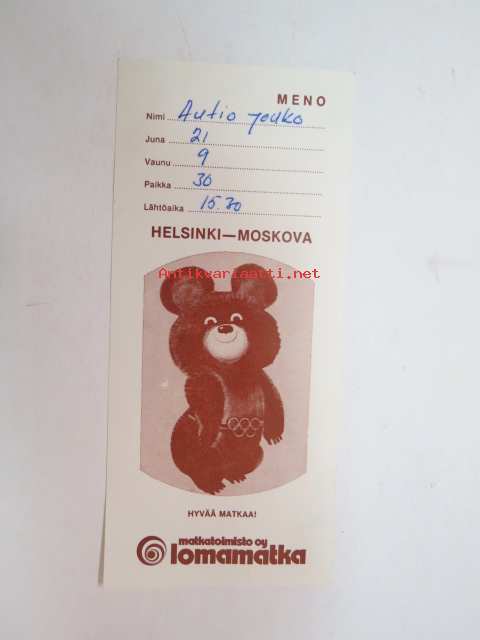 MENO
Nimi Autio Jouko
Juna 21
Vaunu 9
Paikka 30
Lähtöaika 15.30
HELSINKI—MOSKOVA
Antikvariaatti.net
HYVÄÄ MATKAA!
matkatoimisto oy
lomamatka